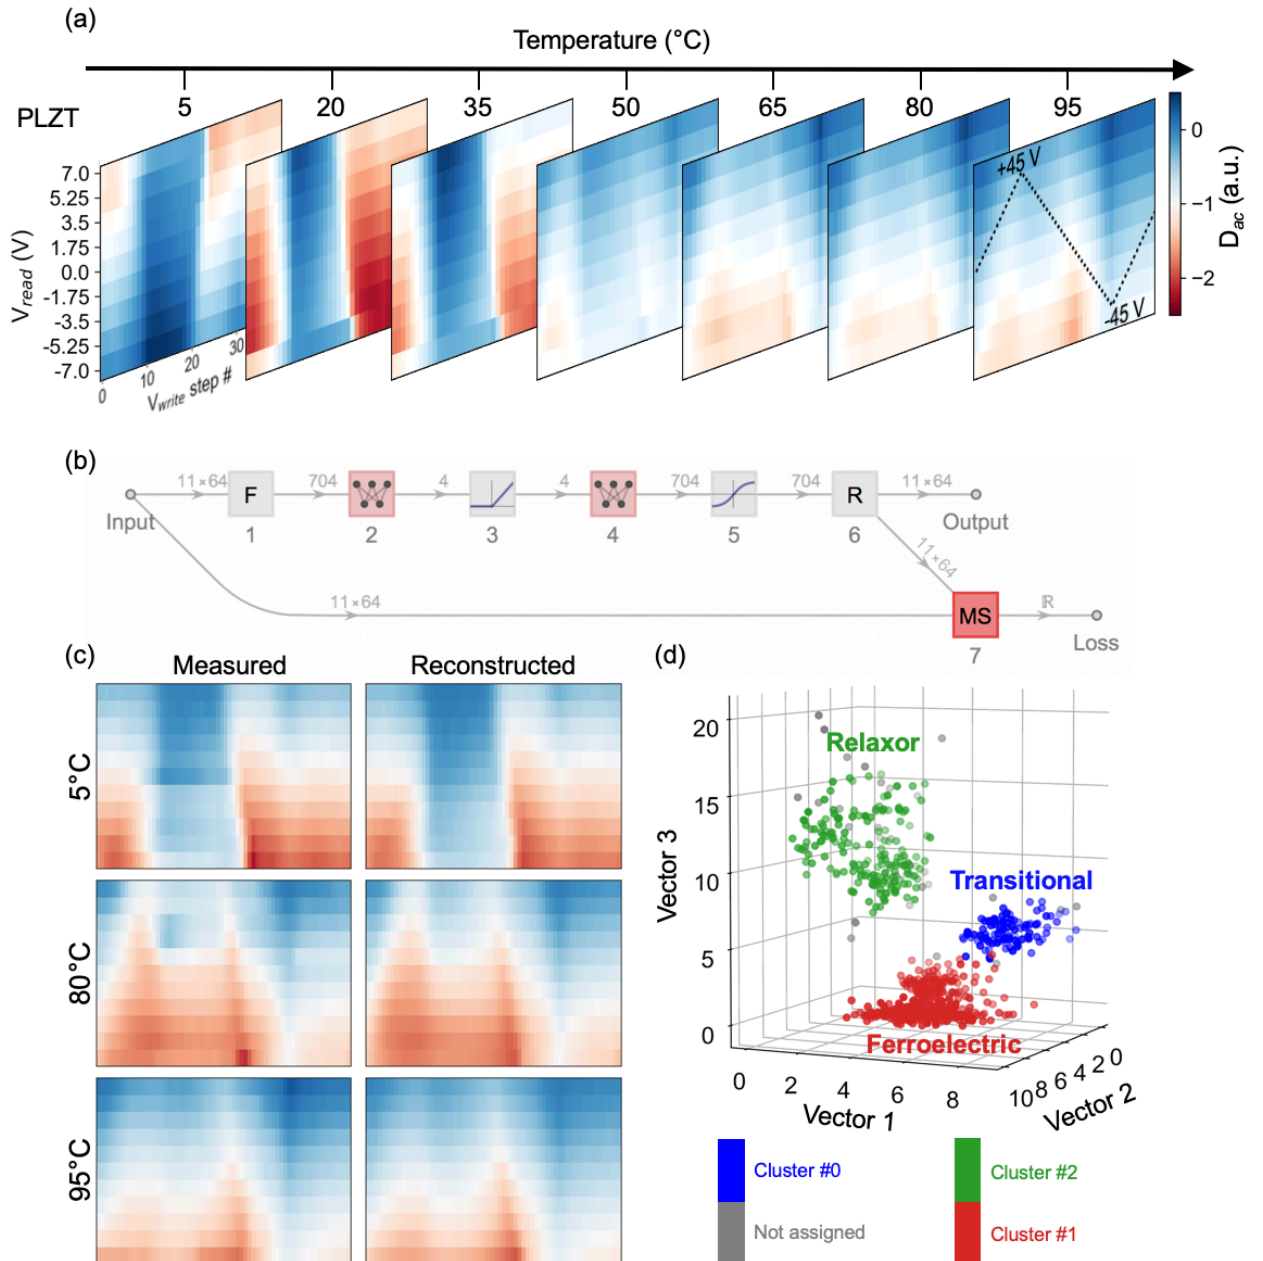 (a)
Temperature (°C)
PLZT
5 20 35 50 65 80 95
7.0
5.25
3.5
1.75
0.0
-1.75
-3.5
-5.25
-7.0
V_read (V)
0 10 20 30
V_write step #
+45 V
-45 V
0
−1
−2
D_ac (a.u.)
(b)
11×64 704 4 4 704 704 11×64
F R
Input 1 2 3 4 5 6 Output
11×64
11×64
MS
ℝ
7
Loss
(c)
Measured Reconstructed
5°C
80°C
95°C
(d)
20
15
10
5
0
Vector 3
Relaxor
Transitional
Ferroelectric
0 2 4 6 8
Vector 1
10 8 6 4 2 0
Vector 2
Cluster #0
Cluster #2
Not assigned
Cluster #1